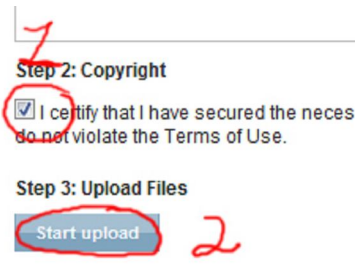 1
Step 2: Copyright
I certify that I have secured the neces
do not violate the Terms of Use.
Step 3: Upload Files
Start upload 2